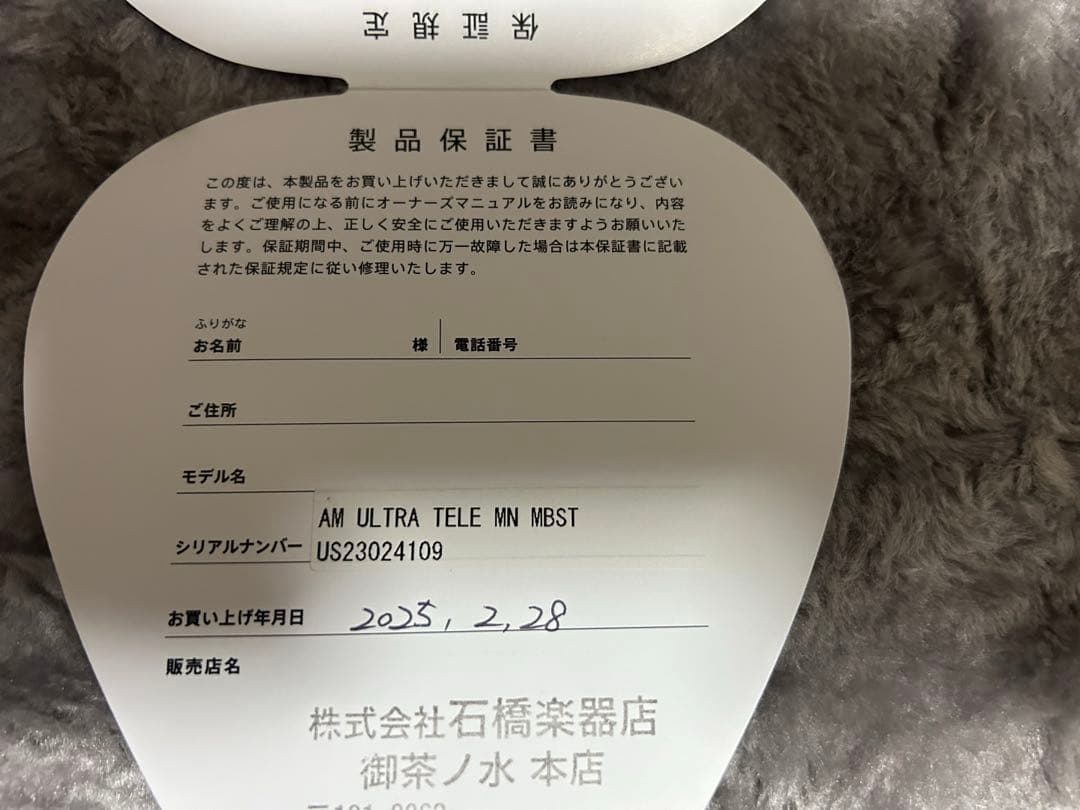 保証規定
製品保証書
この度は、本製品をお買い上げいただきまして誠にありがとうござい
ます。ご使用になる前にオーナーズマニュアルをお読みになり、内容
をよくご理解の上、正しく安全にご使用いただきますようお願いいた
します。保証期間中、ご使用時に万一故障した場合は本保証書に記載
された保証規定に従い修理いたします。
ふりがな
お名前 様 電話番号
ご住所
モデル名
AM ULTRA TELE MN MBST
シリアルナンバー US23024109
お買い上げ年月日 2025, 2, 28
販売店名
株式会社石橋楽器店
御茶ノ水 本店